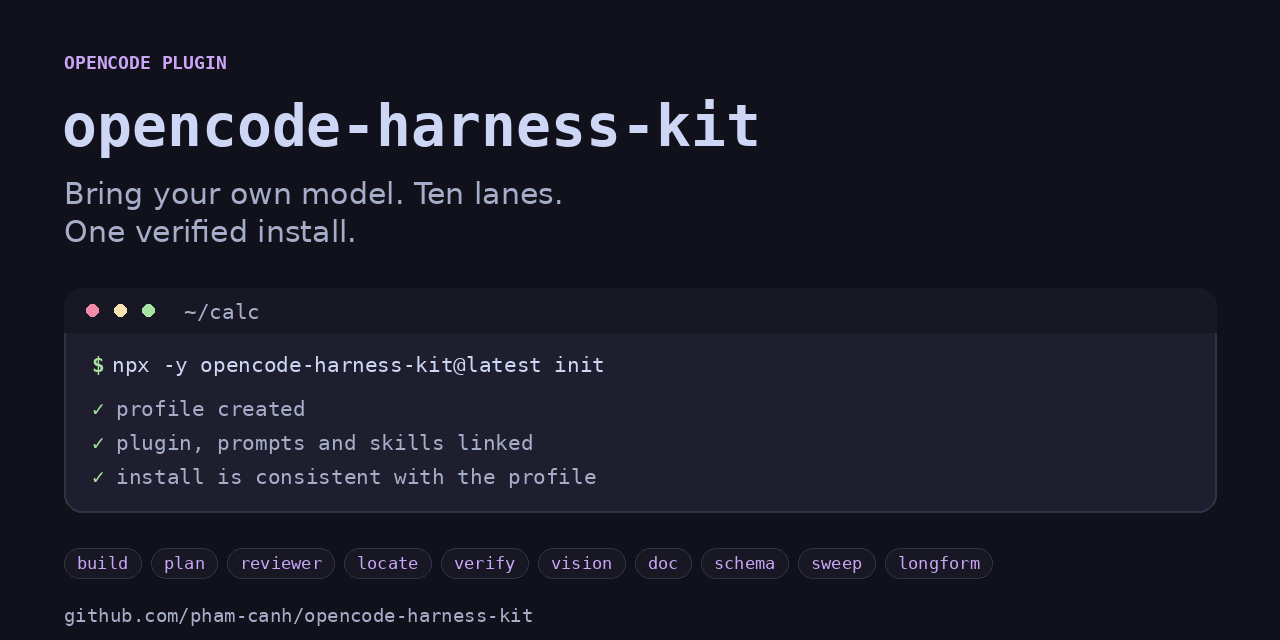 OPENCODE PLUGIN
opencode-harness-kit
Bring your own model. Ten lanes.
One verified install.
~/calc
$ npx -y opencode-harness-kit@latest init
✓ profile created
✓ plugin, prompts and skills linked
✓ install is consistent with the profile
build plan reviewer locate verify vision doc schema sweep longform
github.com/pham-canh/opencode-harness-kit